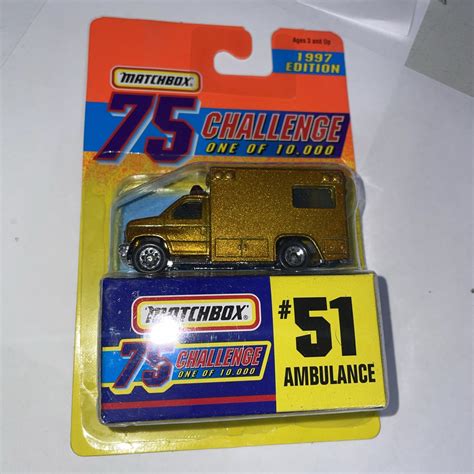 Ages 3 and Up
1997
EDITION
MATCHBOX
75 CHALLENGE
ONE OF 10.000
MATCHBOX
75 CHALLENGE
ONE OF 10.000
#51
AMBULANCE